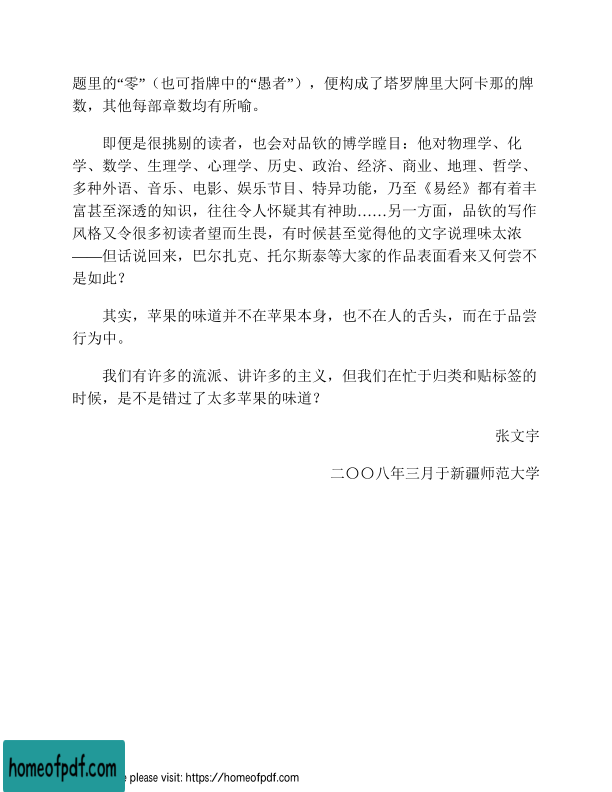 题里的“零”（也可指牌中的“愚者”），便构成了塔罗牌里大阿卡那的牌
数，其他每部章数均有所喻。
即便是很挑剔的读者，也会对品钦的博学瞠目：他对物理学、化
学、数学、生理学、心理学、历史、政治、经济、商业、地理、哲学、
多种外语、音乐、电影、娱乐节目、特异功能，乃至《易经》都有着丰
富甚至深透的知识，往往令人怀疑其有神助……另一方面，品钦的写作
风格又令很多初读者望而生畏，有时候甚至觉得他的文字说理味太浓
——但话说回来，巴尔扎克、托尔斯泰等大家的作品表面看来又何尝不
是如此？
其实，苹果的味道并不在苹果本身，也不在人的舌头，而在于品尝
行为中。
我们有许多的流派、讲许多的主义，但我们在忙于归类和贴标签的
时候，是不是错过了太多苹果的味道？
张文宇
二〇〇八年三月于新疆师范大学
homeofpdf.com
e please visit: https://homeofpdf.com